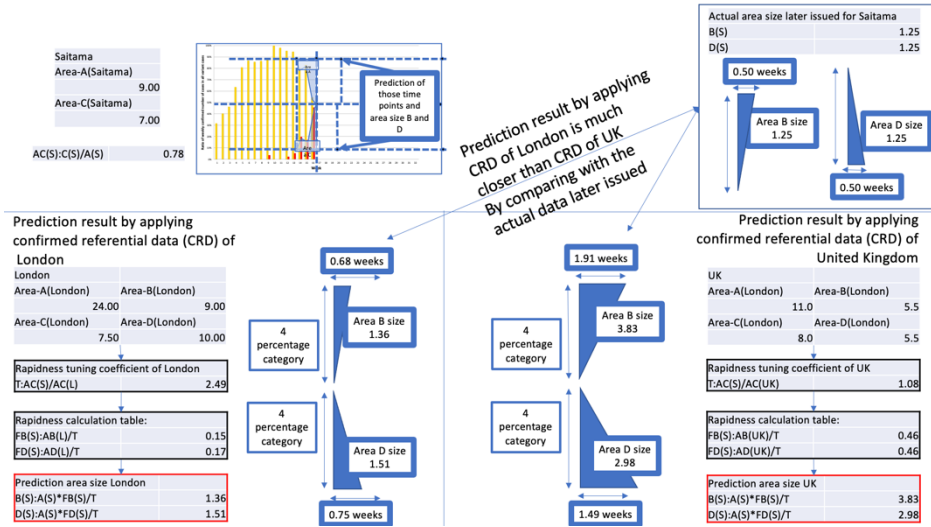 Saitama
Area-A(Saitama)
9.00
Area-C(Saitama)
7.00
AC(S):C(S)/A(S) 0.78
Prediction of
those time
points and
area size B and
D
Prediction result by applying
CRD of London is much
closer than CRD of UK
By comparing with the
actual data later issued
Actual area size later issued for Saitama
B(S) 1.25
D(S) 1.25
0.50 weeks
Area B size
1.25
Area D size
1.25
0.50 weeks
Prediction result by applying
confirmed referential data (CRD) of
London
London
Area-A(London) Area-B(London)
24.00 9.00
Area-C(London) Area-D(London)
7.50 10.00
Rapidness tuning coefficient of London
T:AC(S)/AC(L) 2.49
Rapidness calculation table:
FB(S):AB(L)/T 0.15
FD(S):AD(L)/T 0.17
Prediction area size London
B(S):A(S)*FB(S)/T 1.36
D(S):A(S)*FD(S)/T 1.51
0.68 weeks
4
percentage
category
Area B size
1.36
4
percentage
category
Area D size
1.51
0.75 weeks
1.91 weeks
4
percentage
category
Area B size
3.83
4
percentage
category
Area D size
2.98
1.49 weeks
Prediction result by applying
confirmed referential data (CRD) of
United Kingdom
UK
Area-A(London) Area-B(London)
11.0 5.5
Area-C(London) Area-D(London)
8.0 5.5
Rapidness tuning coefficient of UK
T:AC(S)/AC(UK) 1.08
Rapidness calculation table:
FB(S):AB(UK)/T 0.46
FD(S):AD(UK)/T 0.46
Prediction area size UK
B(S):A(S)*FB(S)/T 3.83
D(S):A(S)*FD(S)/T 2.98